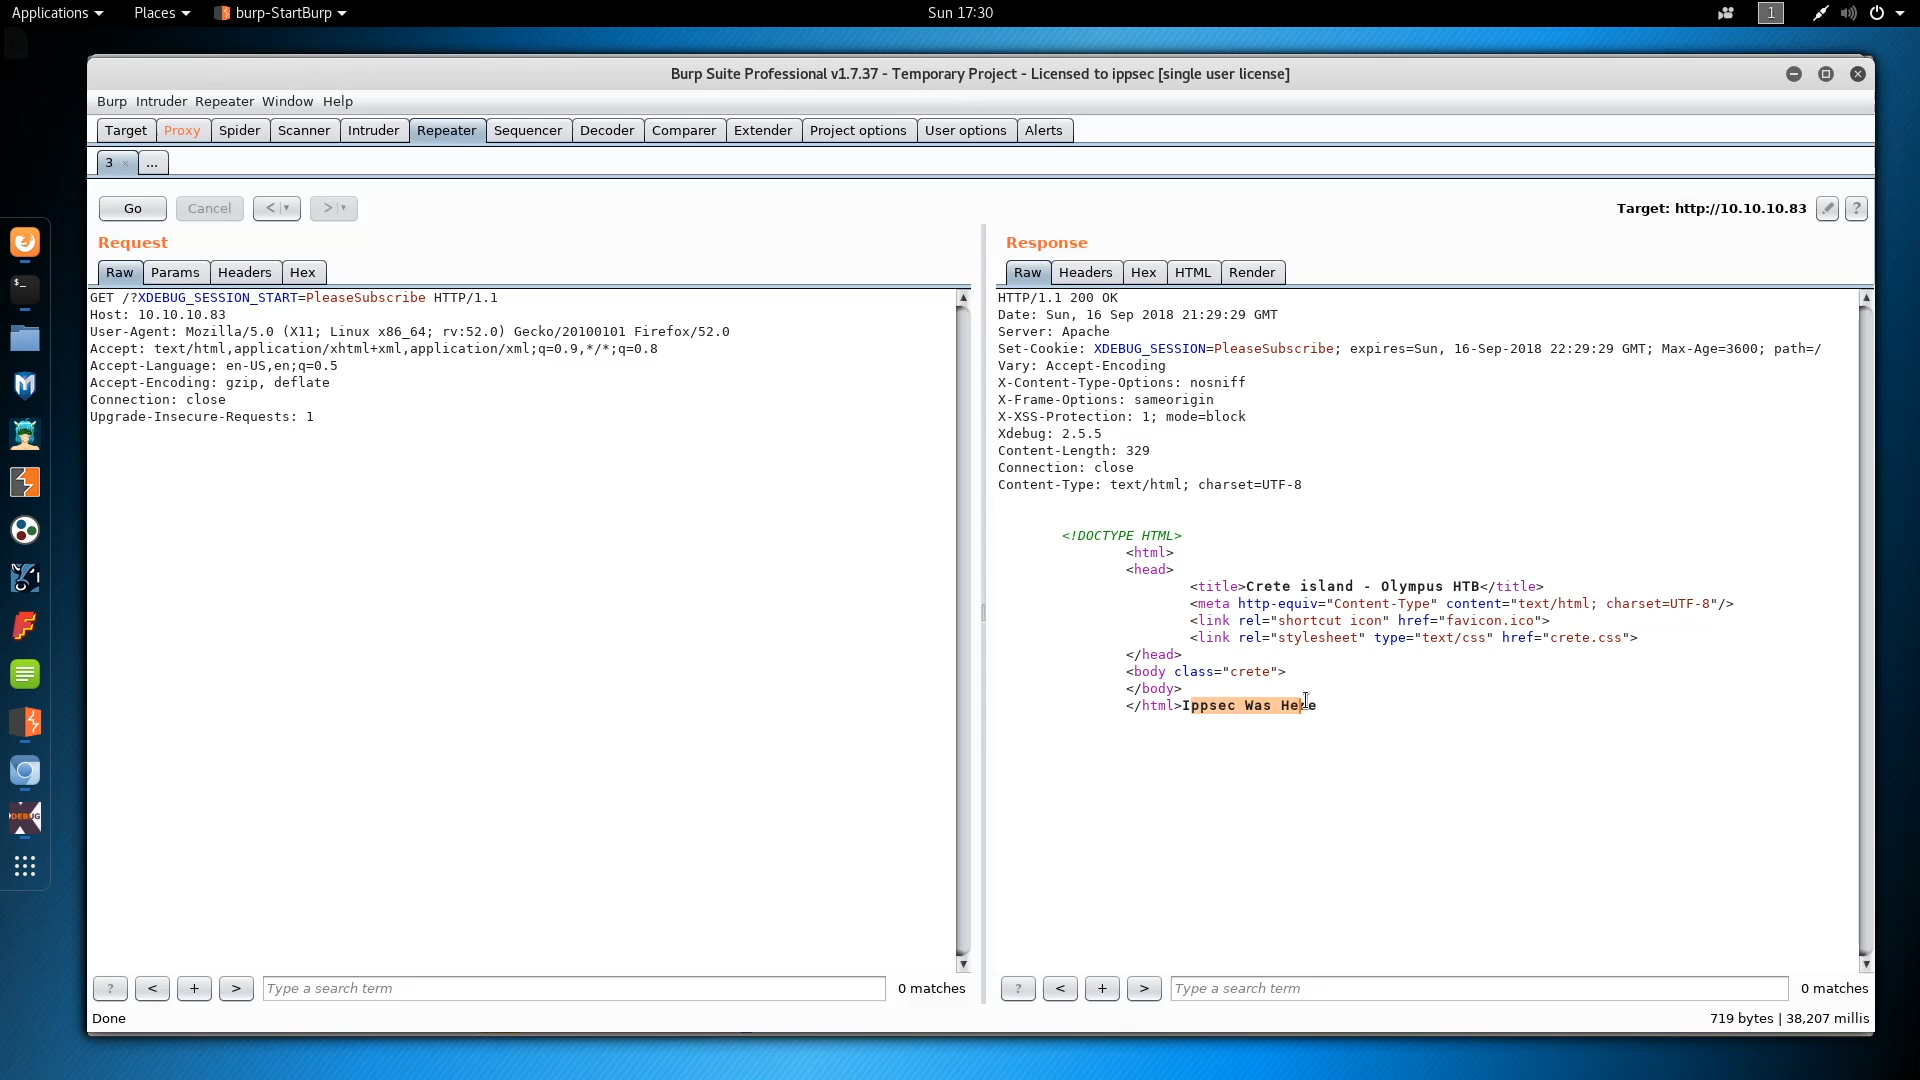 Applications Places burp-StartBurp Sun 17:30 1
Burp Suite Professional v1.7.37 - Temporary Project - Licensed to ippsec [single user license]
Burp Intruder Repeater Window Help
Target Proxy Spider Scanner Intruder Repeater Sequencer Decoder Comparer Extender Project options User options Alerts
3 × ...
Go Cancel < > Target: http://10.10.10.83 ?
Request
Raw Params Headers Hex
GET /?XDEBUG_SESSION_START=PleaseSubscribe HTTP/1.1
Host: 10.10.10.83
User-Agent: Mozilla/5.0 (X11; Linux x86_64; rv:52.0) Gecko/20100101 Firefox/52.0
Accept: text/html,application/xhtml+xml,application/xml;q=0.9,*/*;q=0.8
Accept-Language: en-US,en;q=0.5
Accept-Encoding: gzip, deflate
Connection: close
Upgrade-Insecure-Requests: 1
? < + > Type a search term 0 matches
Response
Raw Headers Hex HTML Render
HTTP/1.1 200 OK
Date: Sun, 16 Sep 2018 21:29:29 GMT
Server: Apache
Set-Cookie: XDEBUG_SESSION=PleaseSubscribe; expires=Sun, 16-Sep-2018 22:29:29 GMT; Max-Age=3600; path=/
Vary: Accept-Encoding
X-Content-Type-Options: nosniff
X-Frame-Options: sameorigin
X-XSS-Protection: 1; mode=block
Xdebug: 2.5.5
Content-Length: 329
Connection: close
Content-Type: text/html; charset=UTF-8
<!DOCTYPE HTML>
<html>
<head>
<title>Crete island - Olympus HTB</title>
<meta http-equiv="Content-Type" content="text/html; charset=UTF-8"/>
<link rel="shortcut icon" href="favicon.ico">
<link rel="stylesheet" type="text/css" href="crete.css">
</head>
<body class="crete">
</body>
</html>Ippsec Was Here
? < + > Type a search term 0 matches
Done 719 bytes | 38,207 millis
DEBUG